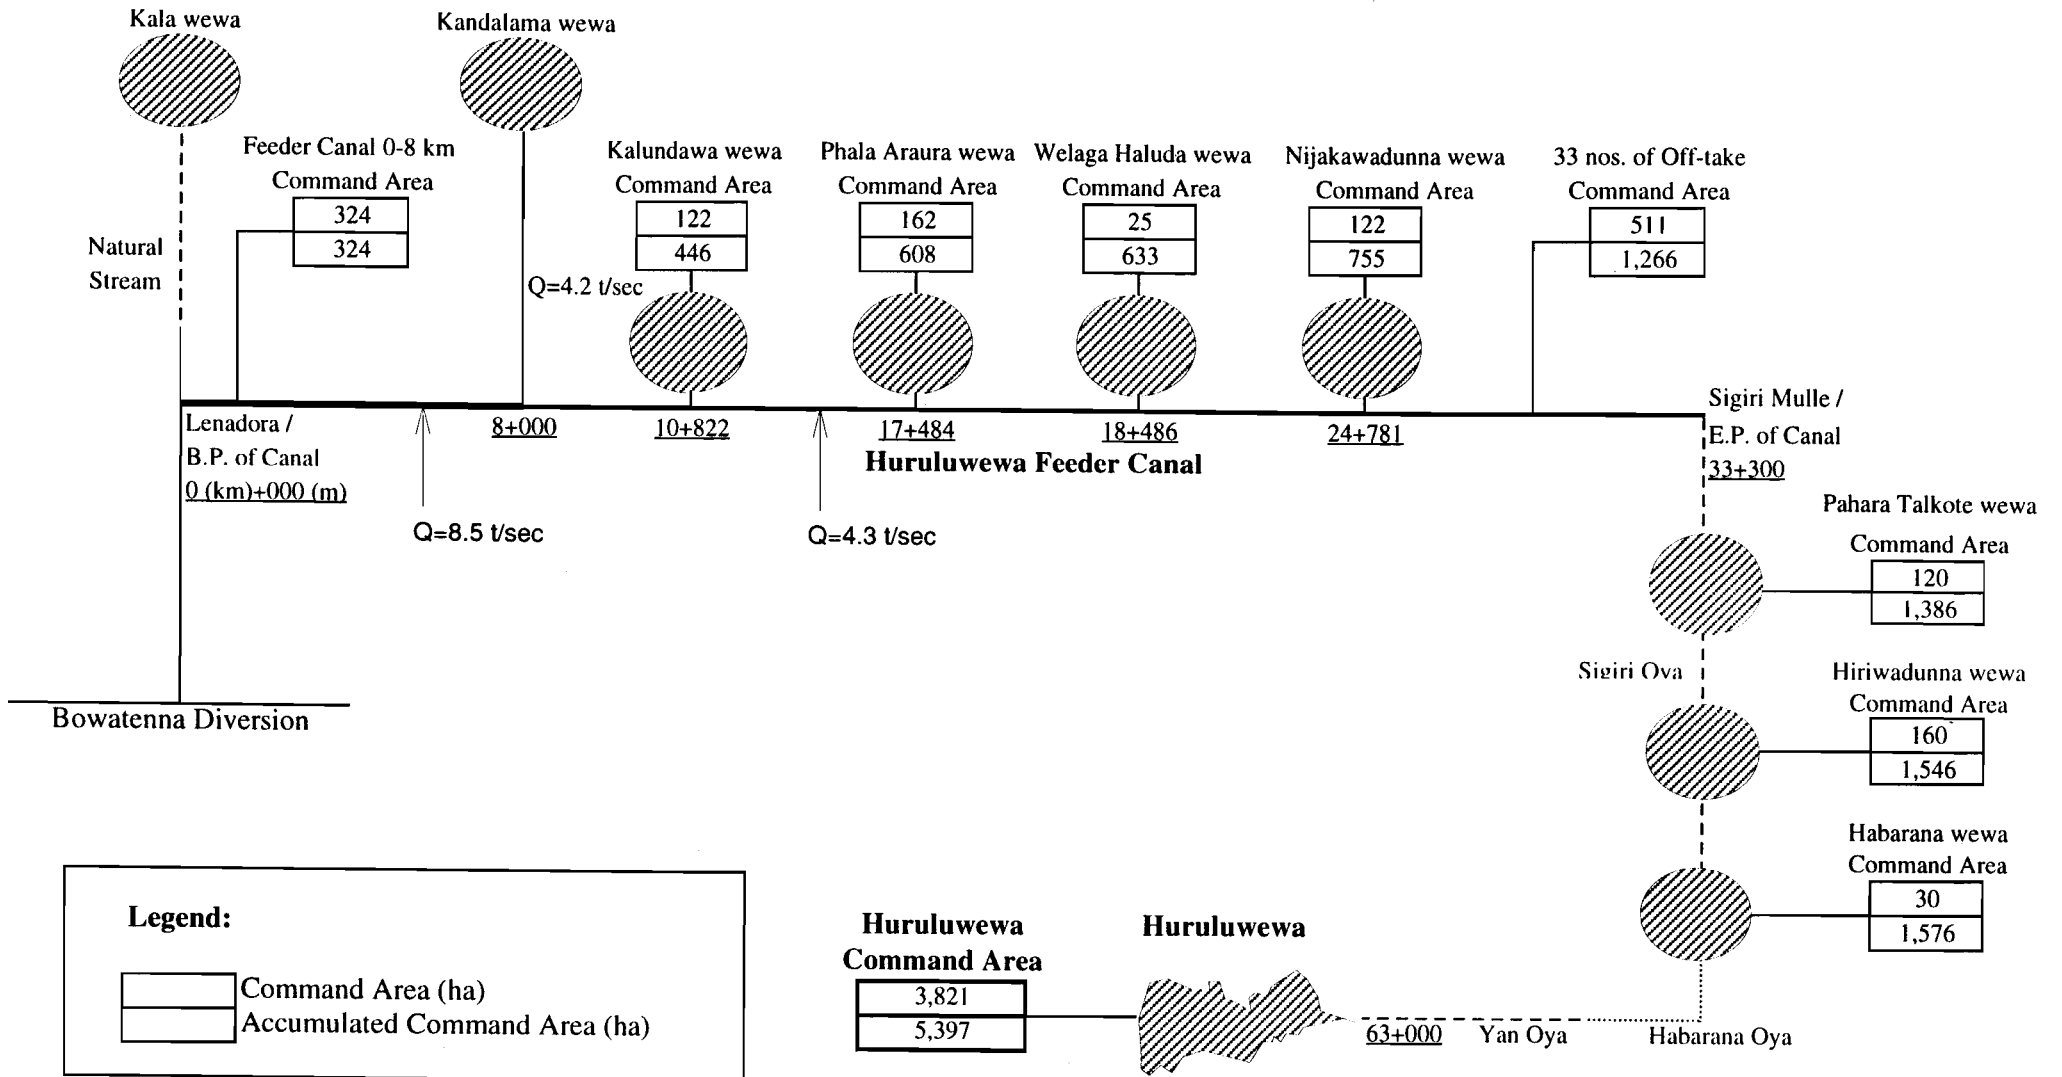 Kala wewa
Kandalama wewa
Feeder Canal 0-8 km
Command Area
324
324
Kalundawa wewa
Command Area
122
446
Phala Araura wewa
Command Area
162
608
Welaga Haluda wewa
Command Area
25
633
Nijakawadunna wewa
Command Area
122
755
33 nos. of Off-take
Command Area
511
1,266
Natural
Stream
Q=4.2 t/sec
Lenadora /
B.P. of Canal
0 (km)+000 (m)
8+000
10+822
17+484
18+486
24+781
Huruluwewa Feeder Canal
Sigiri Mulle /
E.P. of Canal
33+300
Q=8.5 t/sec
Q=4.3 t/sec
Pahara Talkote wewa
Command Area
120
1,386
Sigiri Oya
Hiriwadunna wewa
Command Area
160
1,546
Bowatenna Diversion
Habarana wewa
Command Area
30
1,576
Legend:
Command Area (ha)
Accumulated Command Area (ha)
Huruluwewa
Command Area
3,821
5,397
Huruluwewa
63+000
Yan Oya
Habarana Oya